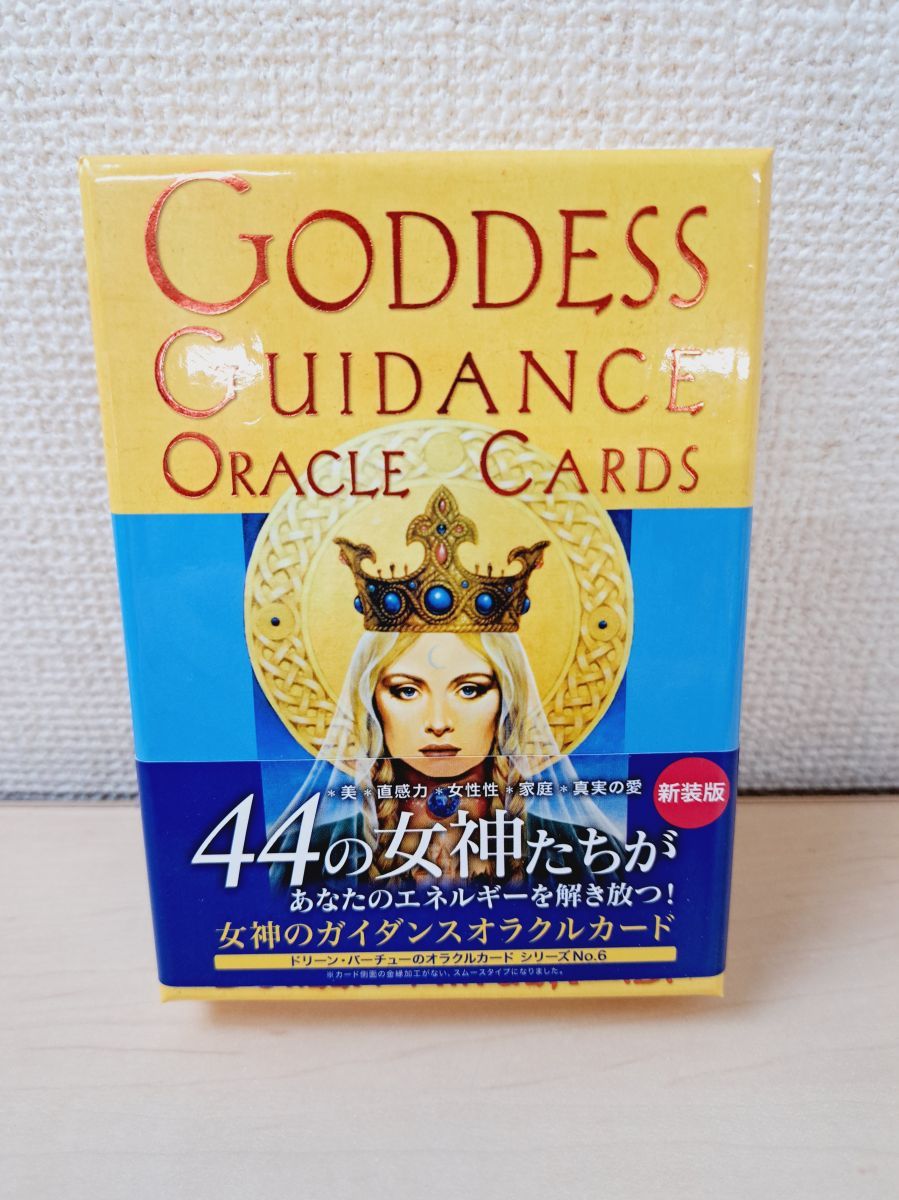 GODDESS
GUIDANCE
ORACLE CARDS
*美 *直感力 *女性性 *家庭 *真実の愛
新装版
44の女神たちが
あなたのエネルギーを解き放つ!
女神のガイダンスオラクルカード
ドリーン・バーチューのオラクルカード シリーズNo.6
※カード側面の金縁加工がない、スムースタイプになりました。